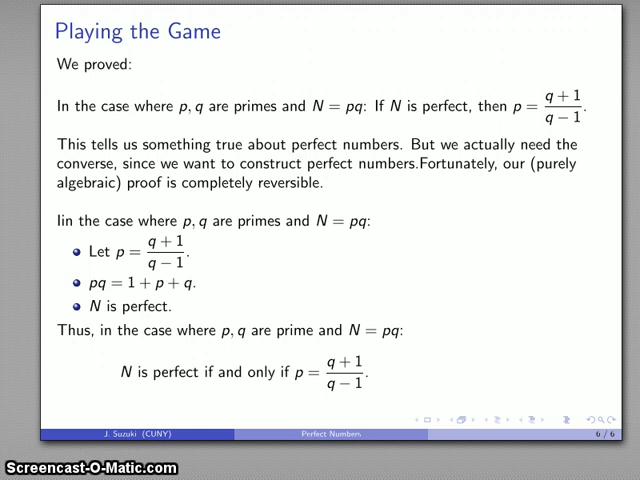 Playing the Game
We proved:
In the case where p, q are primes and N = pq: If N is perfect, then p = (q + 1)/(q − 1).
This tells us something true about perfect numbers. But we actually need the
converse, since we want to construct perfect numbers.Fortunately, our (purely
algebraic) proof is completely reversible.
Iin the case where p, q are primes and N = pq:
Let p = (q + 1)/(q − 1).
pq = 1 + p + q.
N is perfect.
Thus, in the case where p, q are prime and N = pq:
N is perfect if and only if p = (q + 1)/(q − 1).
J. Suzuki (CUNY) Perfect Numbers 6 / 6
Screencast-O-Matic.com